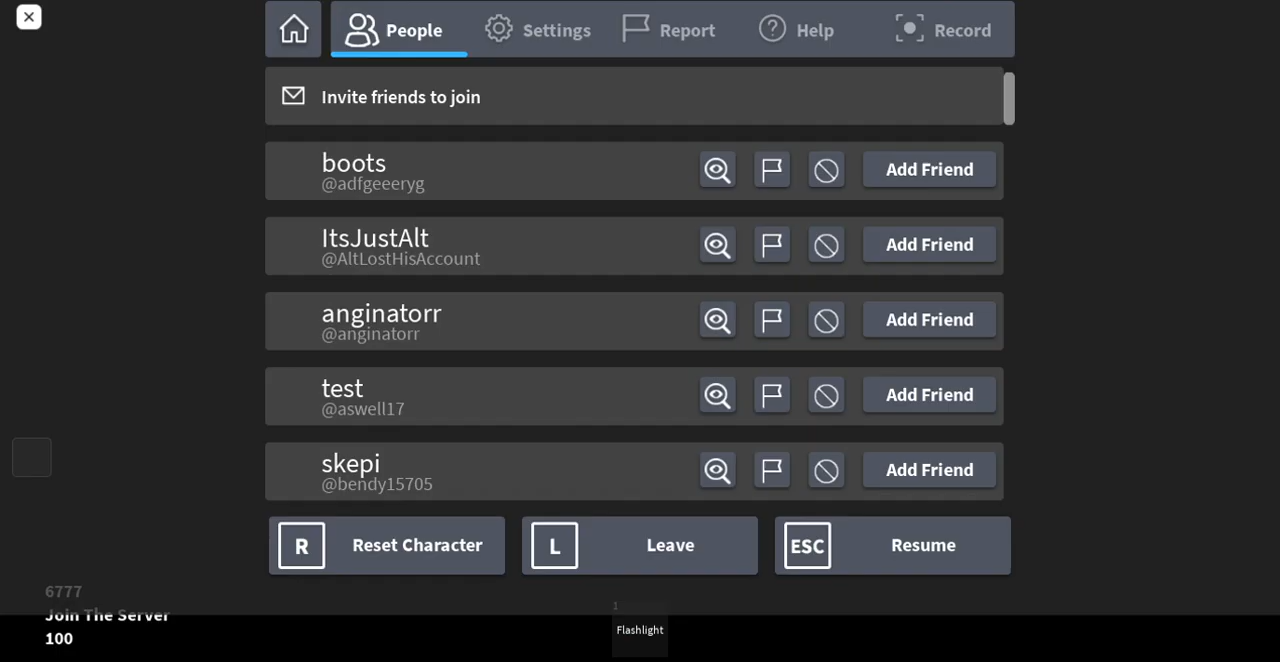 People
Settings
Report
Help
Record
Invite friends to join
boots
@adfgeeeryg
Add Friend
ItsJustAlt
@AltLostHisAccount
Add Friend
anginatorr
@anginatorr
Add Friend
test
@aswell17
Add Friend
skepi
@bendy15705
Add Friend
R Reset Character
L Leave
ESC Resume
6777
Join The Server
100
1
Flashlight